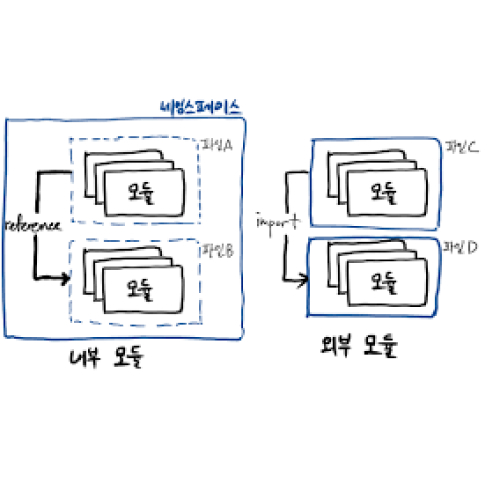 네임스페이스
파일A
모듈
reference
파일B
모듈
내부 모듈
파일C
모듈
import
파일D
모듈
외부 모듈